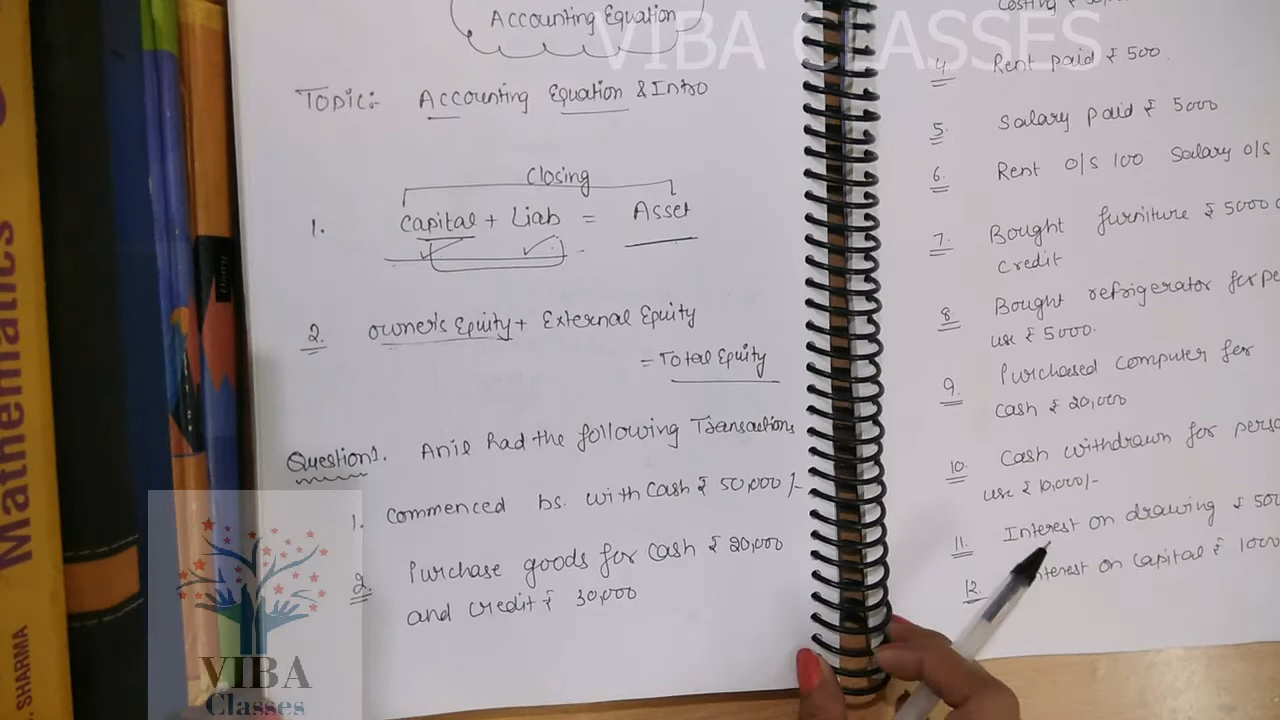 Accounting Equation
VIBA CLASSES
Topic:- Accounting Equation & Intro
Closing
1. Capital + Liab = Asset
2. Owner's Equity + External Equity
= Total Equity
Question 1. Anil had the following Transactions
1. Commenced bs. with Cash ₹ 50,000/-
2. Purchase goods for cash ₹ 20,000
and credit ₹ 30,000
4. Rent paid ₹ 500.
5. Salary paid ₹ 5000
6. Rent o/s 100 Salary o/s
7. Bought furniture ₹ 5000
credit
8. Bought refrigerator for pe
use ₹ 5000.
9. Purchased computer for
cash ₹ 20,000
10. Cash withdrawn for perso
use ₹ 10,000/-
11. Interest on drawing ₹ 500
12. Interest on capital ₹ 1000
Mathematics
SHARMA
VIBA
Classes